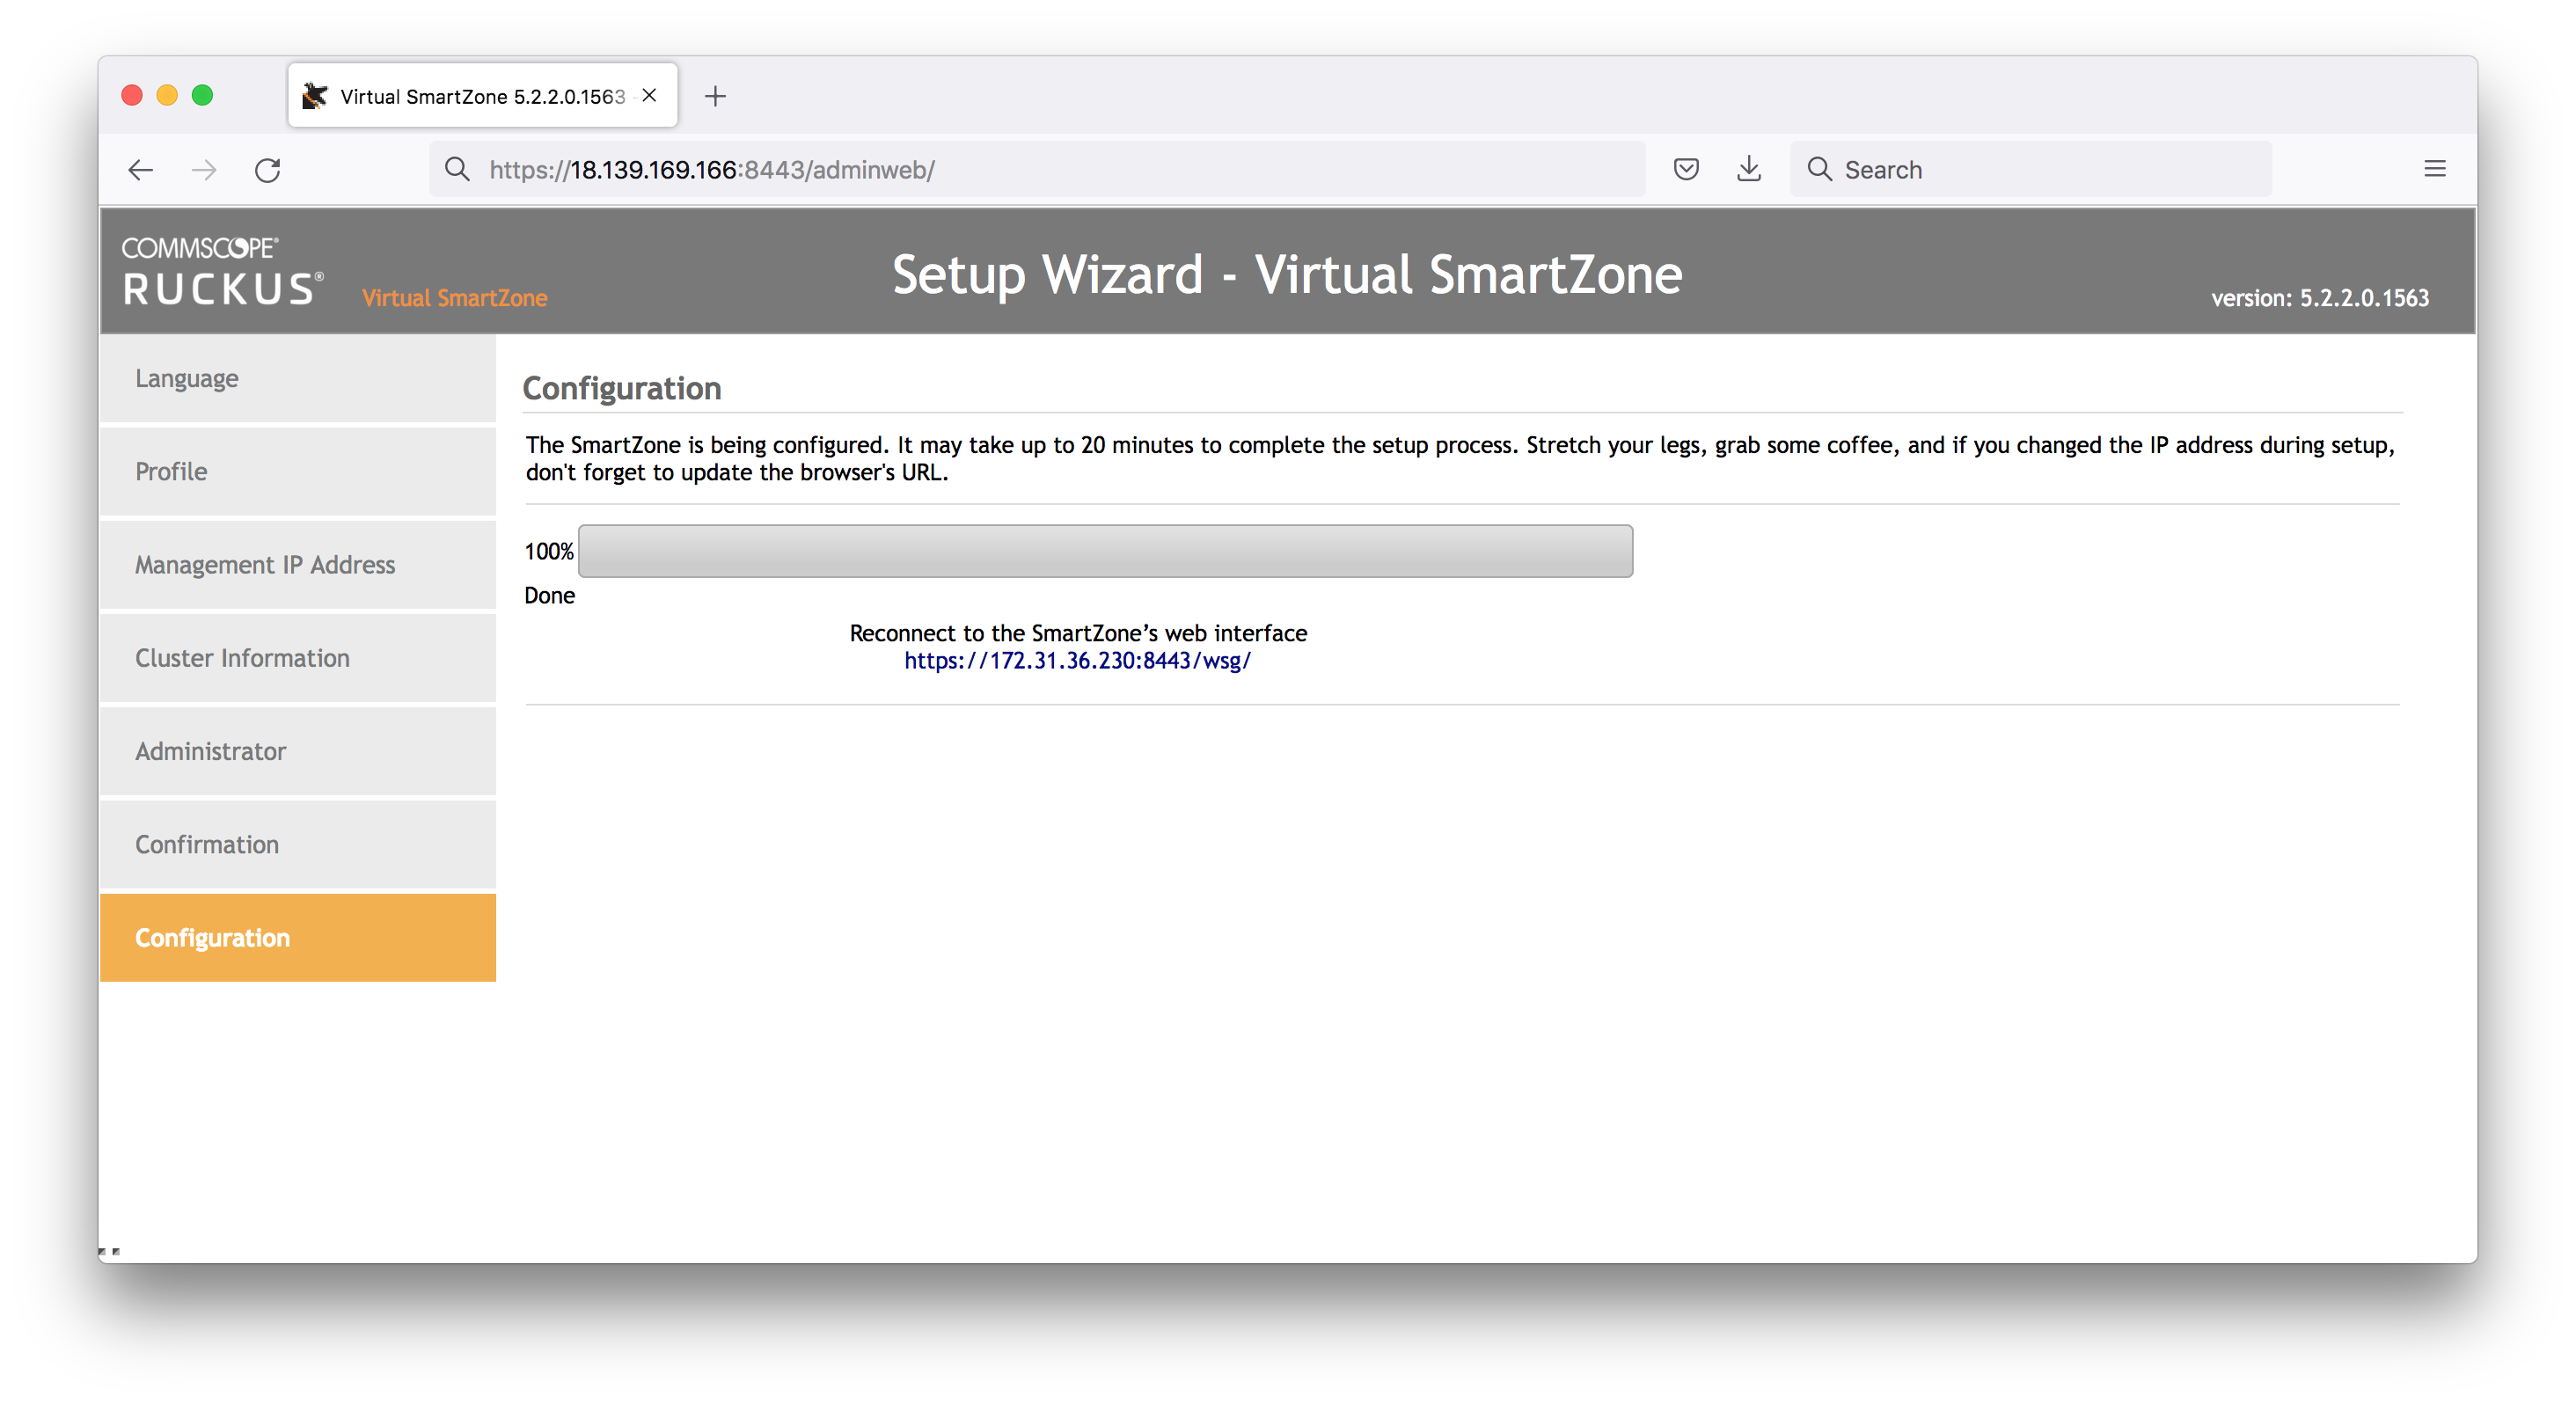 Virtual SmartZone 5.2.2.0.1563
https://18.139.169.166:8443/adminweb/
Search
COMMSCOPE®
RUCKUS®
Virtual SmartZone
Setup Wizard - Virtual SmartZone
version: 5.2.2.0.1563
Language
Profile
Management IP Address
Cluster Information
Administrator
Confirmation
Configuration
Configuration
The SmartZone is being configured. It may take up to 20 minutes to complete the setup process. Stretch your legs, grab some coffee, and if you changed the IP address during setup,
don't forget to update the browser's URL.
100%
Done
Reconnect to the SmartZone’s web interface
https://172.31.36.230:8443/wsg/